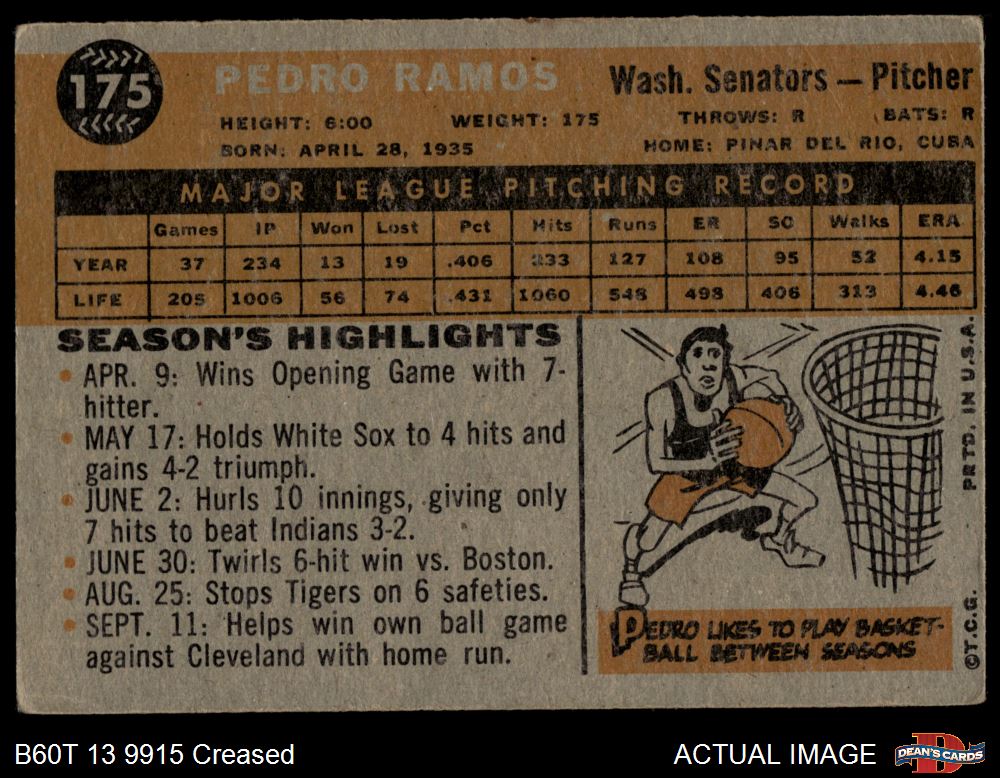 175
PEDRO RAMOS
Wash. Senators — Pitcher
HEIGHT: 6:00 WEIGHT: 175 THROWS: R BATS: R
BORN: APRIL 28, 1935 HOME: PINAR DEL RIO, CUBA
MAJOR LEAGUE PITCHING RECORD
Games IP Won Lost Pct Hits Runs ER SO Walks ERA
YEAR 37 234 13 19 .406 233 127 108 95 52 4.15
LIFE 205 1006 56 74 .431 1060 548 498 406 313 4.46
SEASON'S HIGHLIGHTS
• APR. 9: Wins Opening Game with 7-
hitter.
• MAY 17: Holds White Sox to 4 hits and
gains 4-2 triumph.
• JUNE 2: Hurls 10 innings, giving only
7 hits to beat Indians 3-2.
• JUNE 30: Twirls 6-hit win vs. Boston.
• AUG. 25: Stops Tigers on 6 safeties.
• SEPT. 11: Helps win own ball game
against Cleveland with home run.
PEDRO LIKES TO PLAY BASKET-
BALL BETWEEN SEASONS
©T.C.G. PRTD. IN U.S.A.
B60T 13 9915 Creased
ACTUAL IMAGE
DEAN'S CARDS